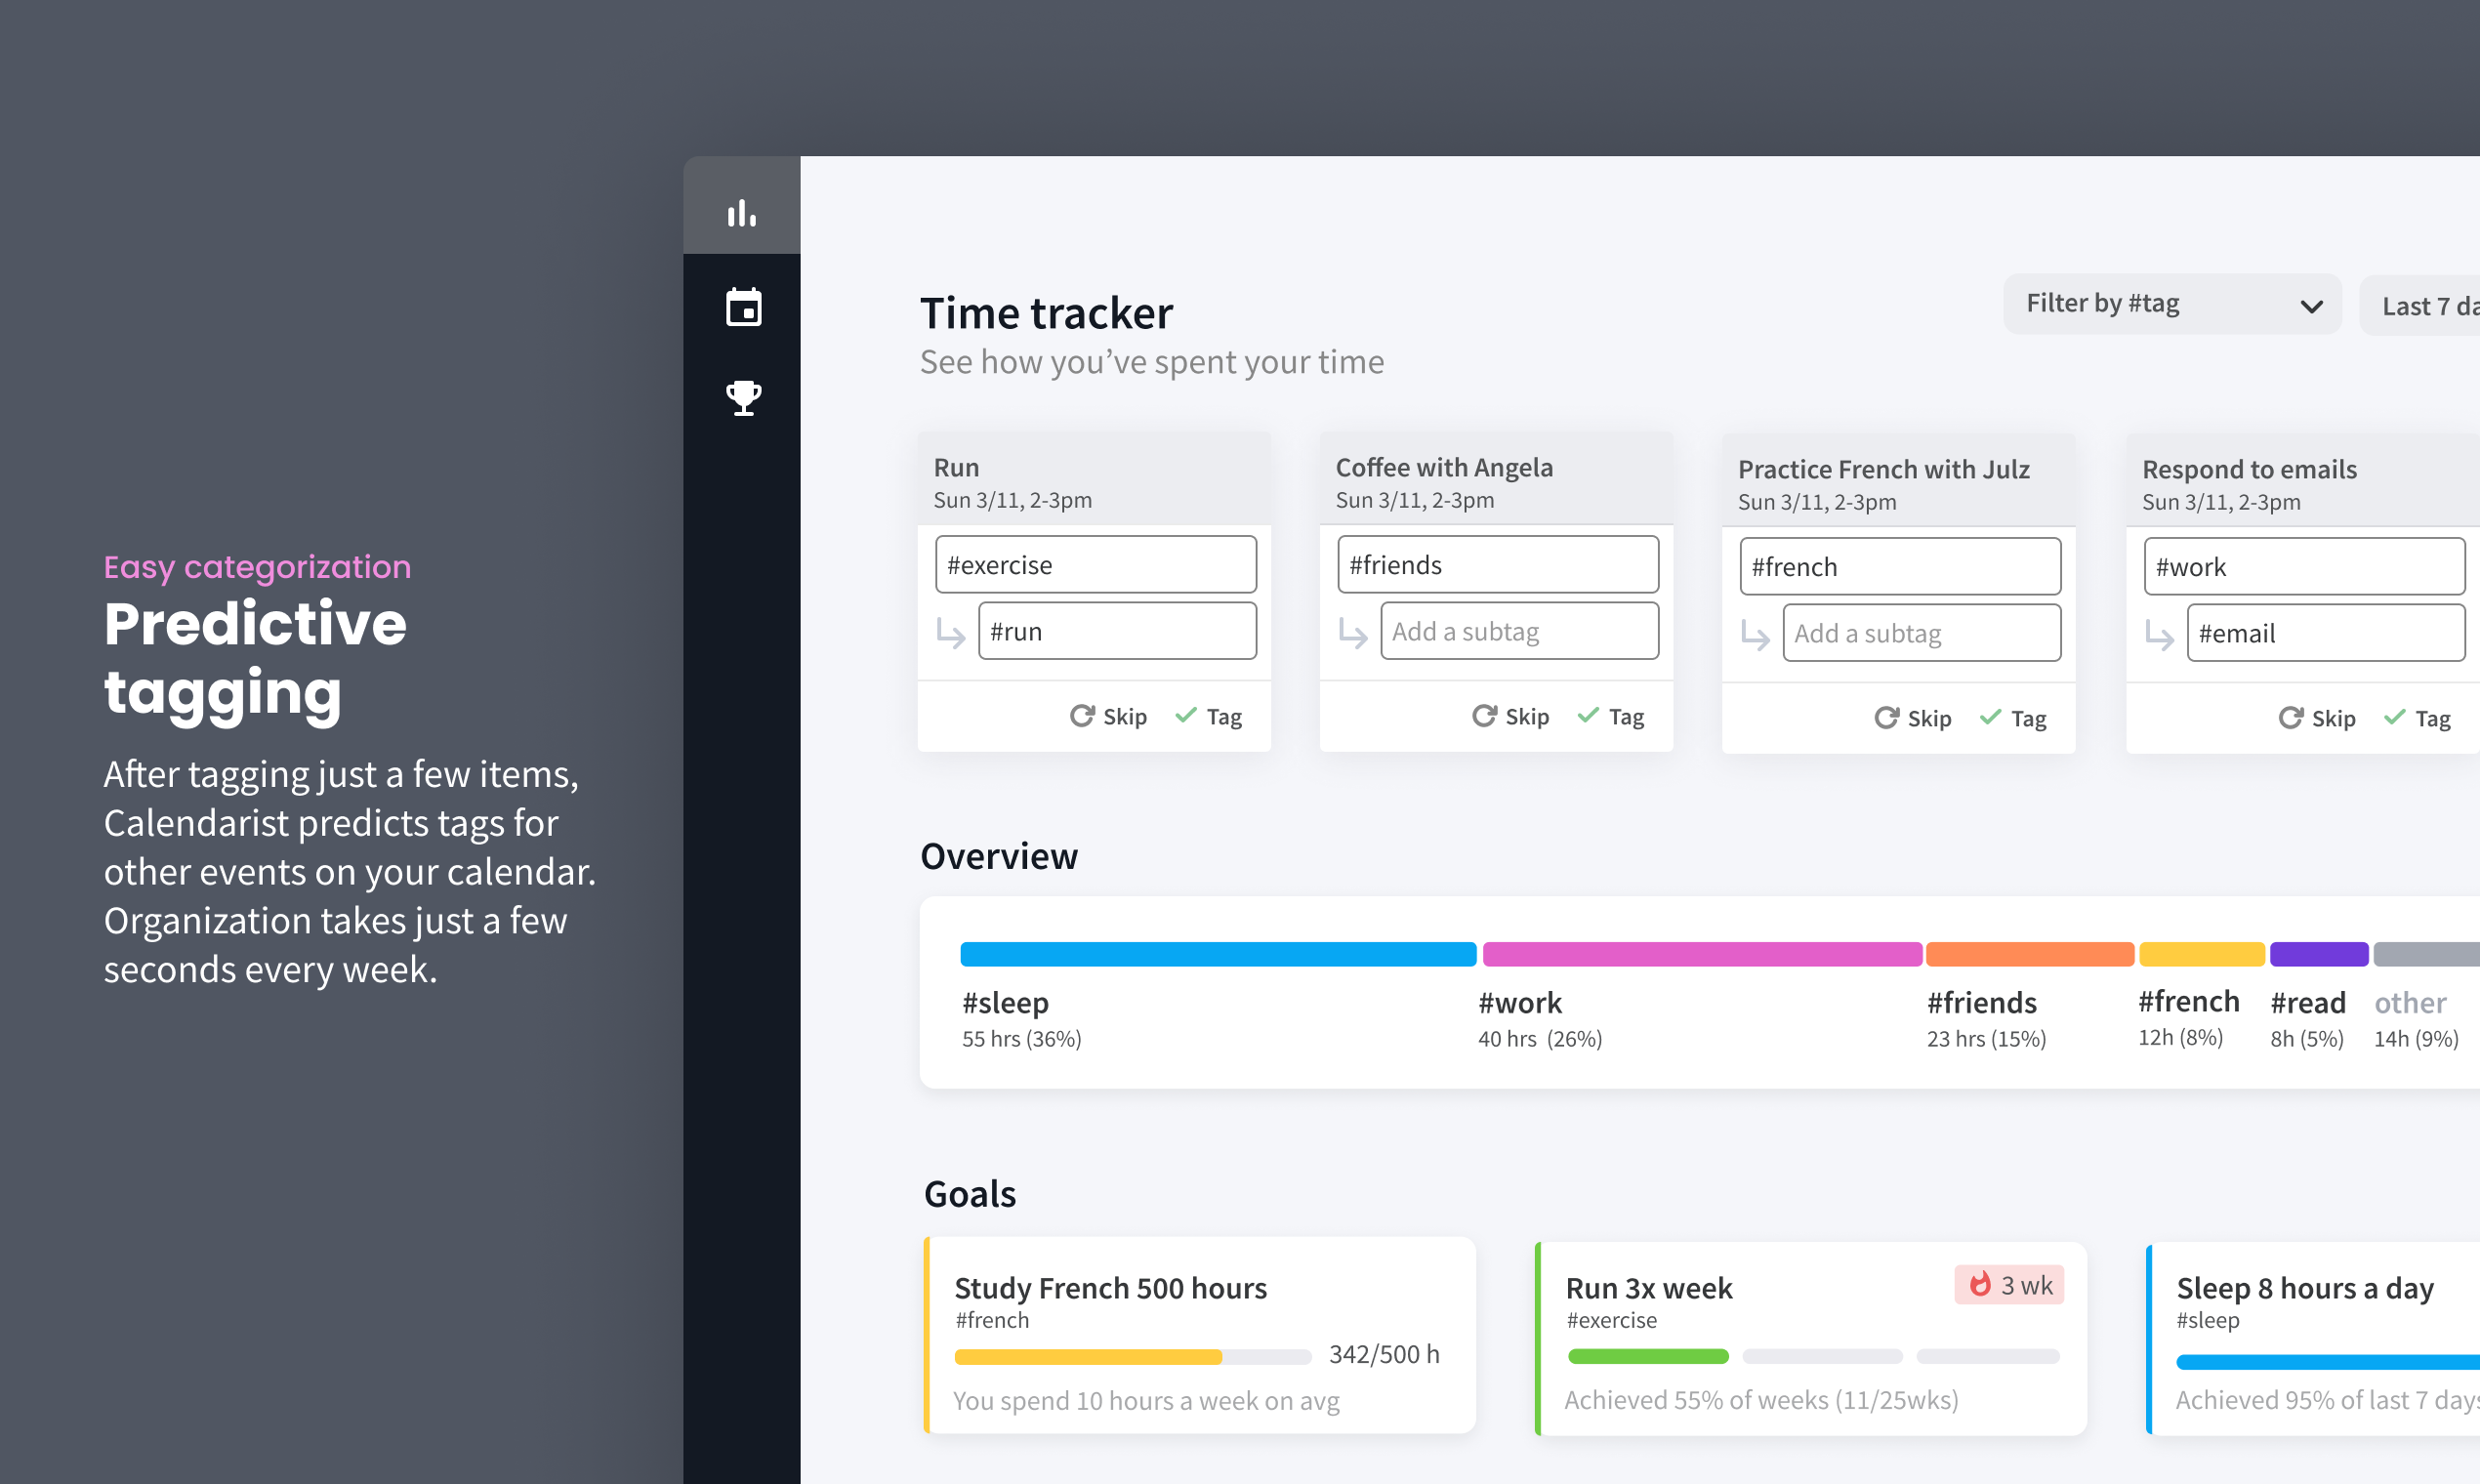 Easy categorization
Predictive
tagging
After tagging just a few items,
Calendarist predicts tags for
other events on your calendar.
Organization takes just a few
seconds every week.
Time tracker
See how you’ve spent your time
Filter by #tag
Last 7 da
Run
Sun 3/11, 2-3pm
#exercise
#run
Skip Tag
Coffee with Angela
Sun 3/11, 2-3pm
#friends
Add a subtag
Skip Tag
Practice French with Julz
Sun 3/11, 2-3pm
#french
Add a subtag
Skip Tag
Respond to emails
Sun 3/11, 2-3pm
#work
#email
Skip Tag
Overview
#sleep
55 hrs (36%)
#work
40 hrs (26%)
#friends
23 hrs (15%)
#french
12h (8%)
#read
8h (5%)
other
14h (9%)
Goals
Study French 500 hours
#french
342/500 h
You spend 10 hours a week on avg
Run 3x week
3 wk
#exercise
Achieved 55% of weeks (11/25wks)
Sleep 8 hours a day
#sleep
Achieved 95% of last 7 days